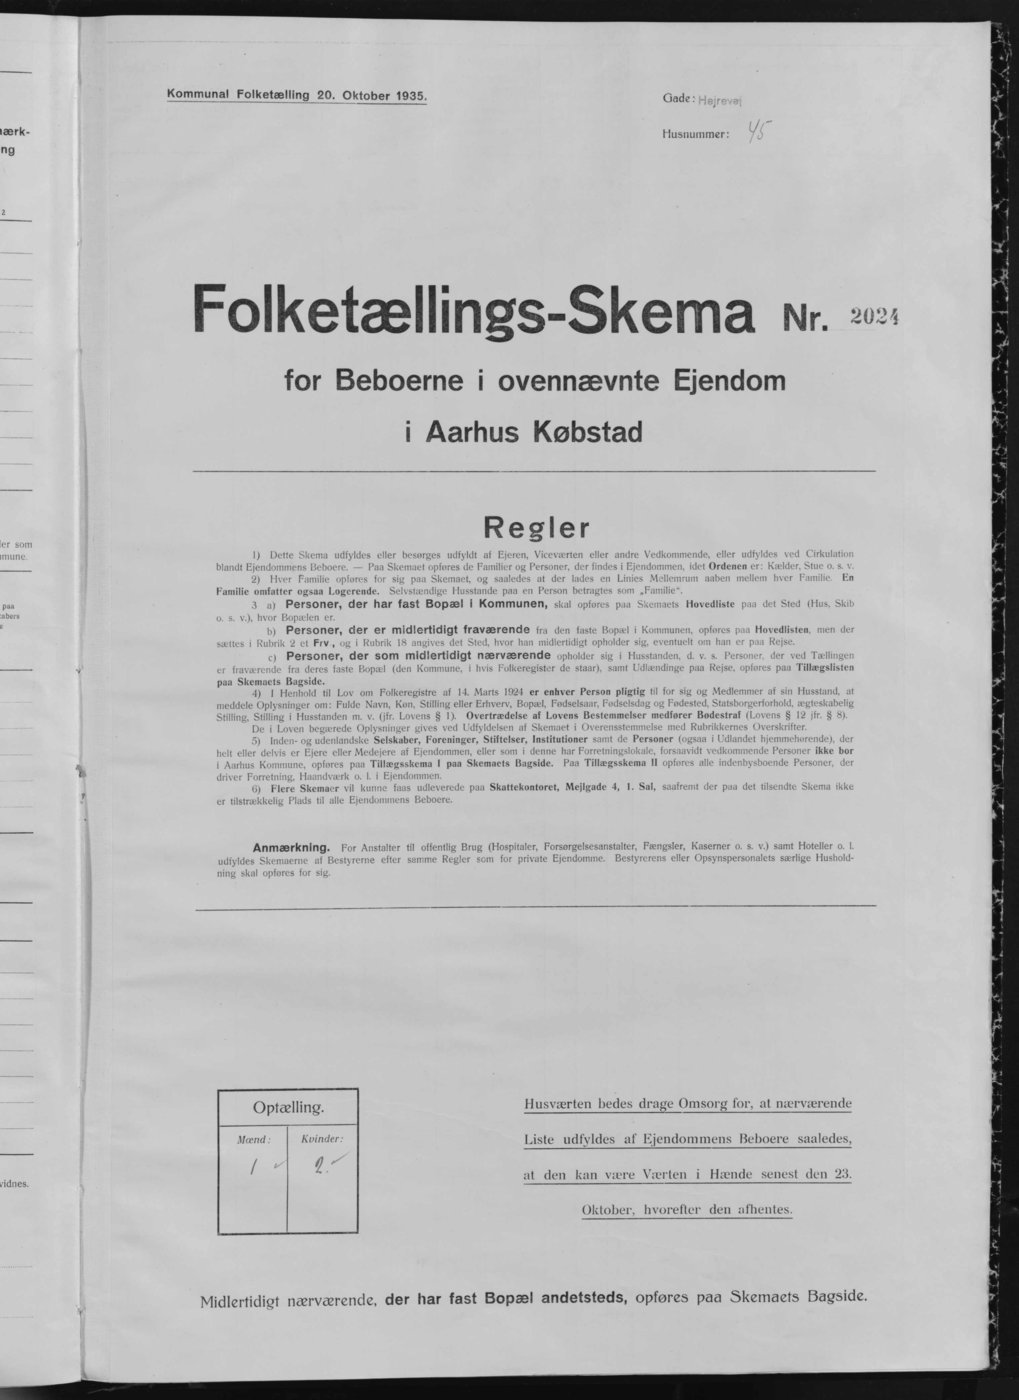 Kommunal Folketælling 20. Oktober 1935.
Gade: Hejrevej
Husnummer: 45
Folketællings-Skema Nr. 2024
for Beboerne i ovennævnte Ejendom
i Aarhus Købstad
Regler
1) Dette Skema udfyldes eller besørges udfyldt af Ejeren, Viceværten eller andre Vedkommende, eller udfyldes ved Cirkulation
blandt Ejendommens Beboere. — Paa Skemaet opføres de Familier og Personer, der findes i Ejendommen, idet Ordenen er: Kælder, Stue o. s. v.
2) Hver Familie opføres for sig paa Skemaet, og saaledes at der lades en Linies Mellemrum aaben mellem hver Familie. En
Familie omfatter ogsaa Logerende. Selvstændige Husstande paa en Person betragtes som „Familie".
3 a) Personer, der har fast Bopæl i Kommunen, skal opføres paa Skemaets Hovedliste paa det Sted (Hus, Skib
o. s. v.), hvor Bopælen er.
b) Personer, der er midlertidigt fraværende fra den faste Bopæl i Kommunen, opføres paa Hovedlisten, men der
sættes i Rubrik 2 et Frv., og i Rubrik 18 angives det Sted, hvor han midlertidigt opholder sig, eventuelt om han er paa Rejse.
c) Personer, der som midlertidigt nærværende opholder sig i Husstanden, d. v. s. Personer, der ved Tællingen
er fraværende fra deres faste Bopæl (den Kommune, i hvis Folkeregister de staar), samt Udlændinge paa Rejse, opføres paa Tillægslisten
paa Skemaets Bagside.
4) I Henhold til Lov om Folkeregistre af 14. Marts 1924 er enhver Person pligtig til for sig og Medlemmer af sin Husstand, at
meddele Oplysninger om: Fulde Navn, Køn, Stilling eller Erhverv, Bopæl, Fødselsaar, Fødselsdag og Fødested, Statsborgerforhold, ægteskabelig
Stilling, Stilling i Husstanden m. v. (jfr. Lovens § 1). Overtrædelse af Lovens Bestemmelser medfører Bødestraf (Lovens § 12 jfr. § 8).
De i Loven begærede Oplysninger gives ved Udfyldelsen af Skemaet i Overensstemmelse med Rubrikkernes Overskrifter.
5) Inden- og udenlandske Selskaber, Foreninger, Stiftelser, Institutioner samt de Personer (ogsaa i Udlandet hjemmehørende), der
helt eller delvis er Ejere eller Medejere af Ejendommen, eller som i denne har Forretningslokale, forsaavidt vedkommende Personer ikke bor
i Aarhus Kommune, opføres paa Tillægsskema I paa Skemaets Bagside. Paa Tillægsskema II opføres alle indenbysboende Personer, der
driver Forretning, Haandværk o. l. i Ejendommen.
6) Flere Skemaer vil kunne faas udleverede paa Skattekontoret, Mejlgade 4, 1. Sal, saafremt der paa det tilsendte Skema ikke
er tilstrækkelig Plads til alle Ejendommens Beboere.
Anmærkning. For Anstalter til offentlig Brug (Hospitaler, Forsørgelsesanstalter, Fængsler, Kaserner o. s. v.) samt Hoteller o. l.
udfyldes Skemaerne af Bestyrerne efter samme Regler som for private Ejendomme. Bestyrerens eller Opsynspersonalets særlige Hushold-
ning skal opføres for sig.
Optælling.
Mænd: Kvinder:
1 2
Husværten bedes drage Omsorg for, at nærværende
Liste udfyldes af Ejendommens Beboere saaledes,
at den kan være Værten i Hænde senest den 23.
Oktober, hvorefter den afhentes.
Midlertidigt nærværende, der har fast Bopæl andetsteds, opføres paa Skemaets Bagside.